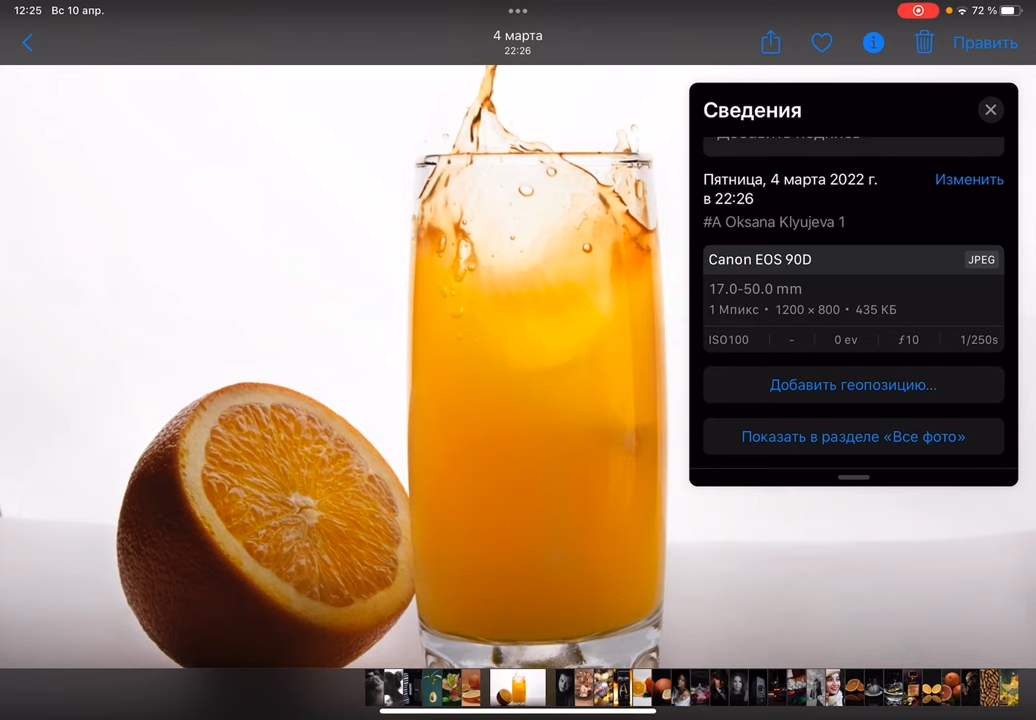 12:25 Вс 10 апр.
72 %
4 марта
22:26
Править
Сведения
Добавить подпись
Пятница, 4 марта 2022 г.
в 22:26
Изменить
#A Oksana Klyujeva 1
Canon EOS 90D
JPEG
17.0-50.0 mm
1 Мпикс • 1200 × 800 • 435 КБ
ISO100 - 0 ev ƒ10 1/250s
Добавить геопозицию...
Показать в разделе «Все фото»